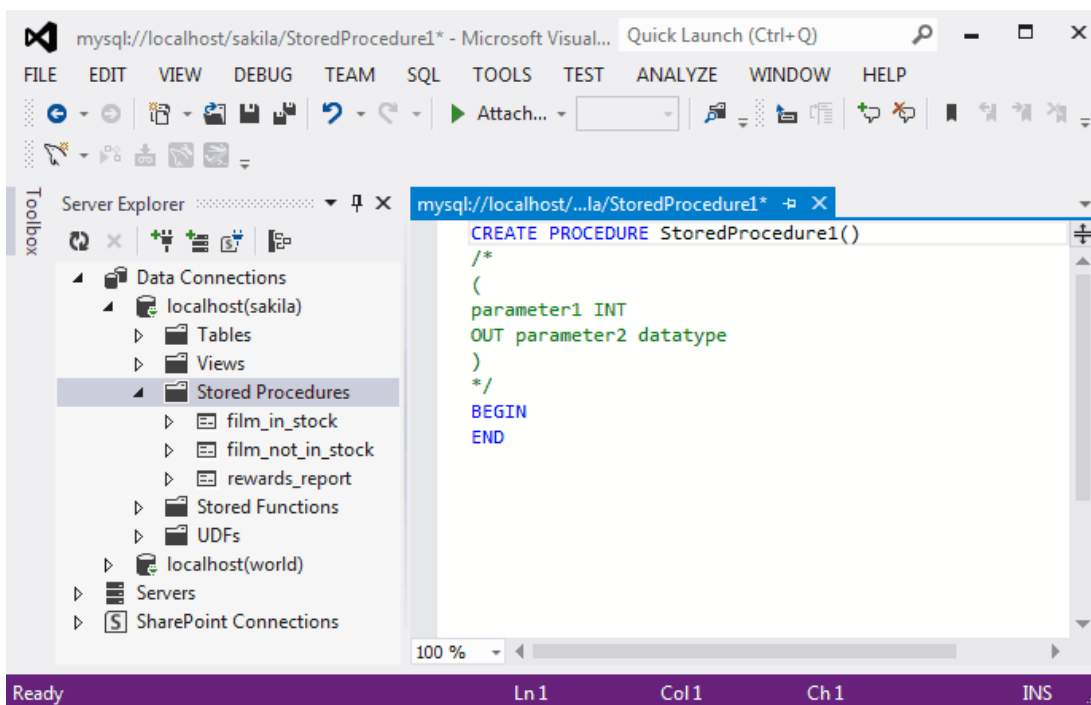 mysql://localhost/sakila/StoredProcedure1* - Microsoft Visual... Quick Launch (Ctrl+Q)
FILE EDIT VIEW DEBUG TEAM SQL TOOLS TEST ANALYZE WINDOW HELP
Attach...
Toolbox
Server Explorer
Data Connections
localhost(sakila)
Tables
Views
Stored Procedures
film_in_stock
film_not_in_stock
rewards_report
Stored Functions
UDFs
localhost(world)
Servers
SharePoint Connections
mysql://localhost/...la/StoredProcedure1*
CREATE PROCEDURE StoredProcedure1()
/*
(
parameter1 INT
OUT parameter2 datatype
)
*/
BEGIN
END
100 %
Ready Ln 1 Col 1 Ch 1 INS